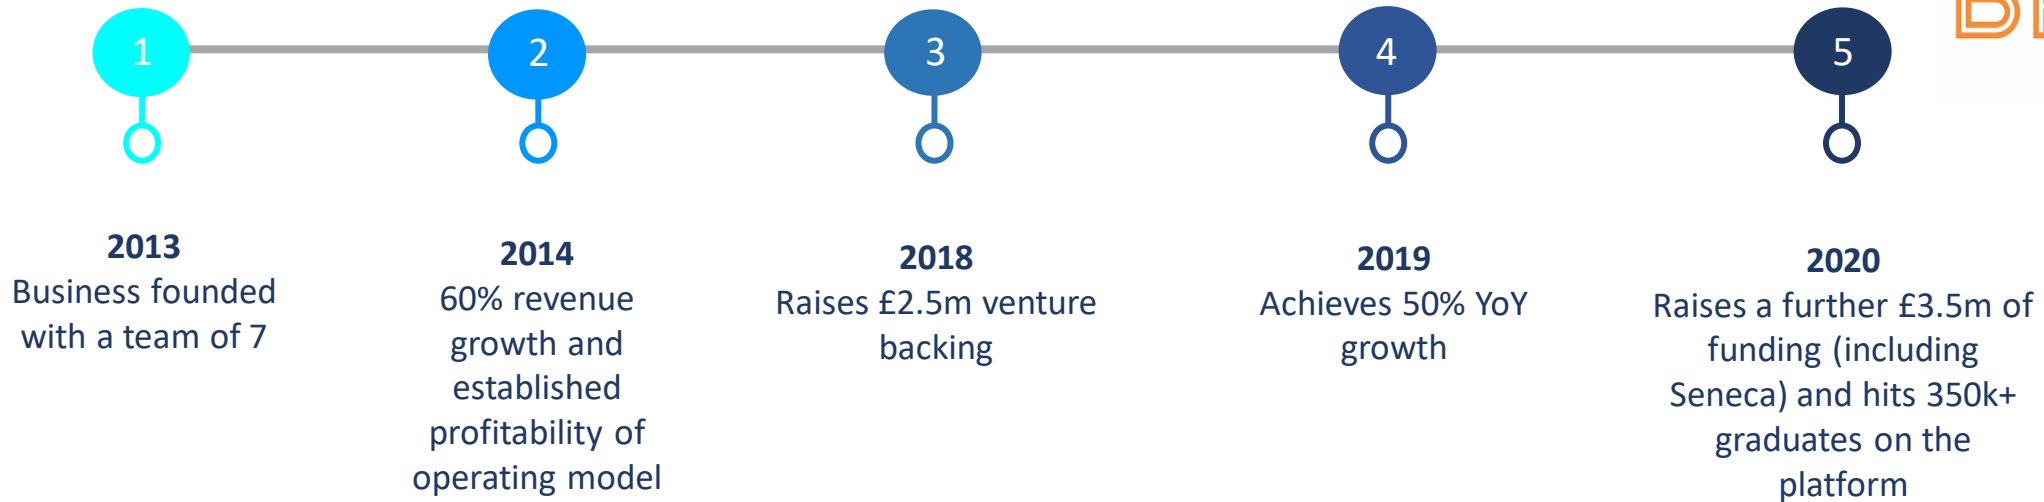 1
2
3
4
5
2013
Business founded
with a team of 7
2014
60% revenue
growth and
established
profitability of
operating model
2018
Raises £2.5m venture
backing
2019
Achieves 50% YoY
growth
2020
Raises a further £3.5m of
funding (including
Seneca) and hits 350k+
graduates on the
platform